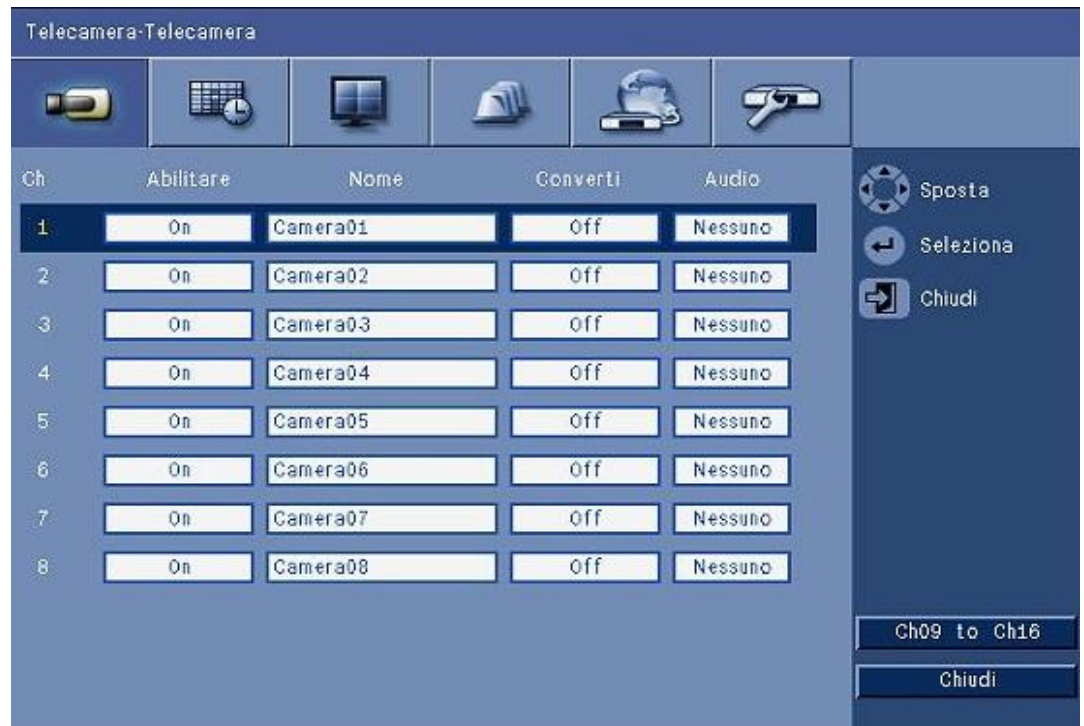 Telecamera-Telecamera
Ch Abilitare Nome Converti Audio
1 On Camera01 Off Nessuno
2 On Camera02 Off Nessuno
3 On Camera03 Off Nessuno
4 On Camera04 Off Nessuno
5 On Camera05 Off Nessuno
6 On Camera06 Off Nessuno
7 On Camera07 Off Nessuno
8 On Camera08 Off Nessuno
Sposta
Seleziona
Chiudi
Ch09 to Ch16
Chiudi